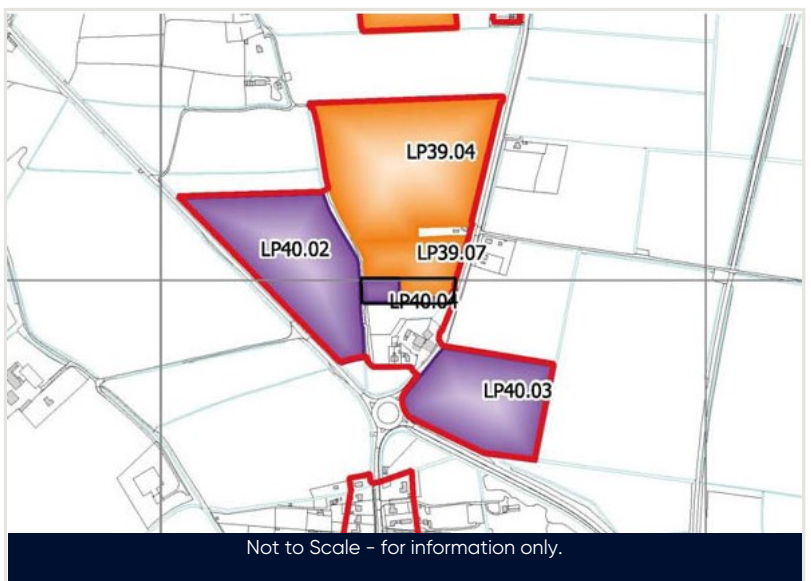 LP39.04
LP40.02
LP39.07
LP40.04
LP40.03
Not to Scale - for information only.